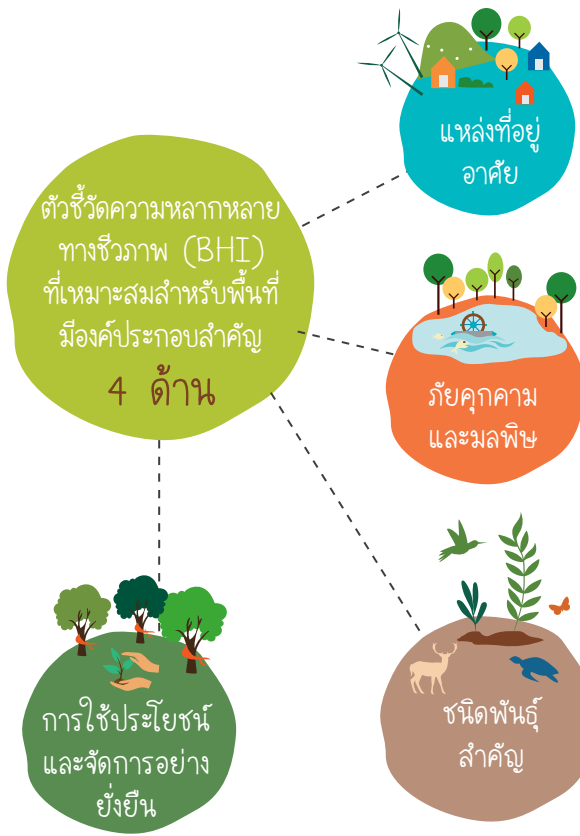 ตัวชี้วัดความหลากหลาย
ทางชีวภาพ (BHI)
ที่เหมาะสมสำหรับพื้นที่
มีองค์ประกอบสำคัญ
4 ด้าน
แหล่งที่อยู่
อาศัย
ภัยคุกคาม
และมลพิษ
ชนิดพันธุ์
สำคัญ
การใช้ประโยชน์
และจัดการอย่าง
ยั่งยืน